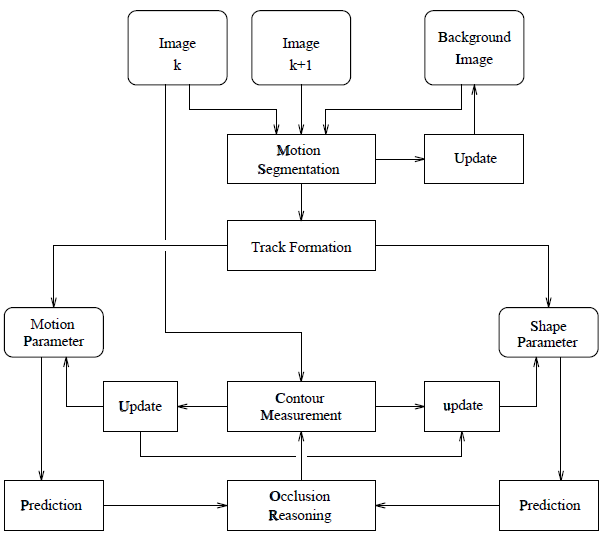 Image
k
Image
k+1
Background
Image
Motion
Segmentation
Update
Track Formation
Motion
Parameter
Shape
Parameter
Update
Contour
Measurement
update
Prediction
Occlusion
Reasoning
Prediction